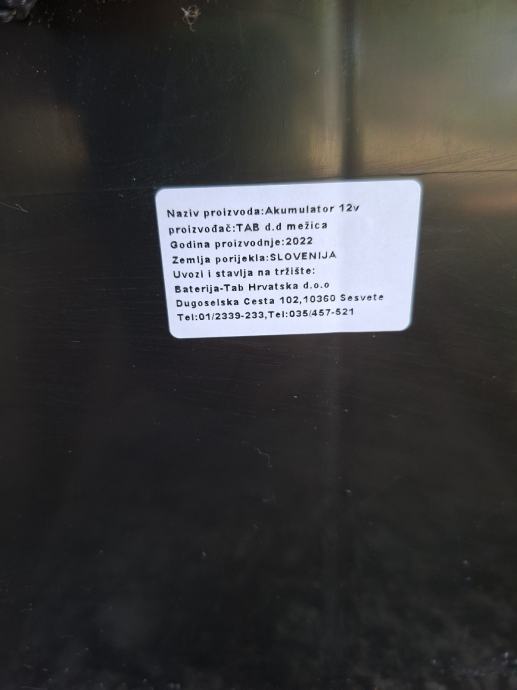 Naziv proizvoda:Akumulator 12v
proizvođač:TAB d.d mežica
Godina proizvodnje:2022
Zemlja porijekla:SLOVENIJA
Uvozi i stavlja na tržište:
Baterija-Tab Hrvatska d.o.o
Dugoselska Cesta 102,10360 Sesvete
Tel:01/2339-233,Tel:035/457-521